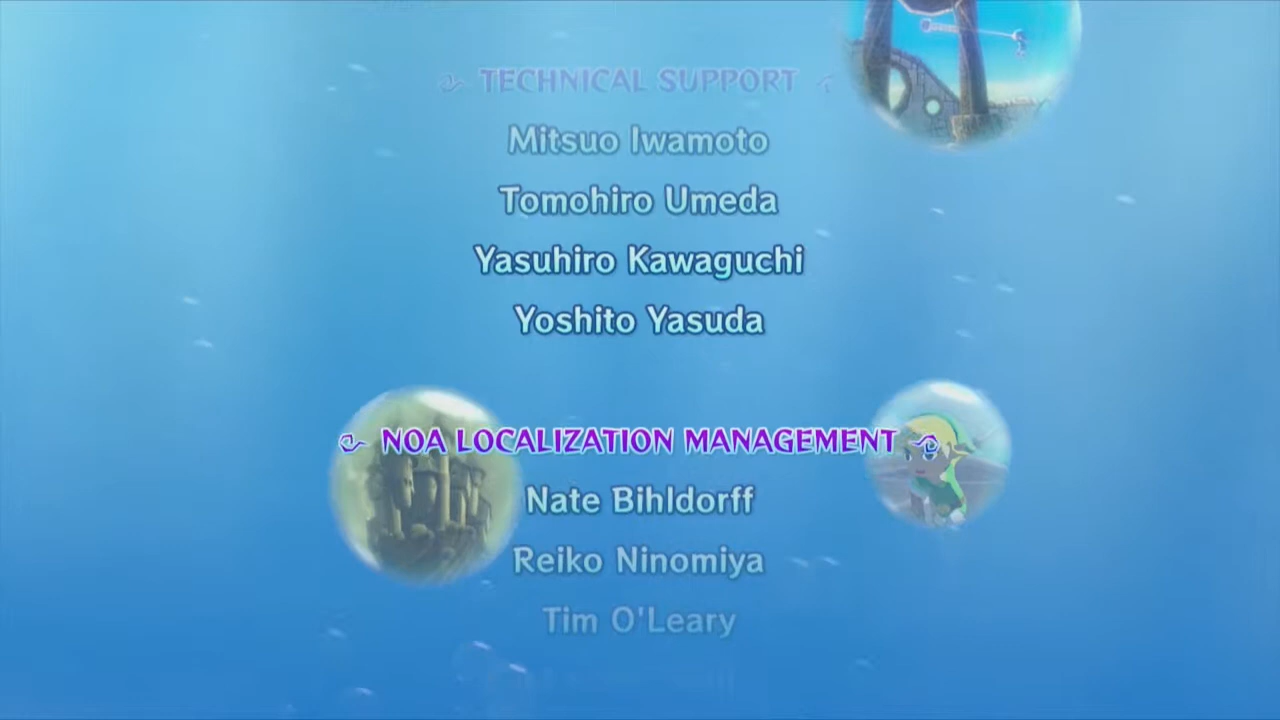 TECHNICAL SUPPORT
Mitsuo Iwamoto
Tomohiro Umeda
Yasuhiro Kawaguchi
Yoshito Yasuda
NOA LOCALIZATION MANAGEMENT
Nate Bihldorff
Reiko Ninomiya
Tim O'Leary